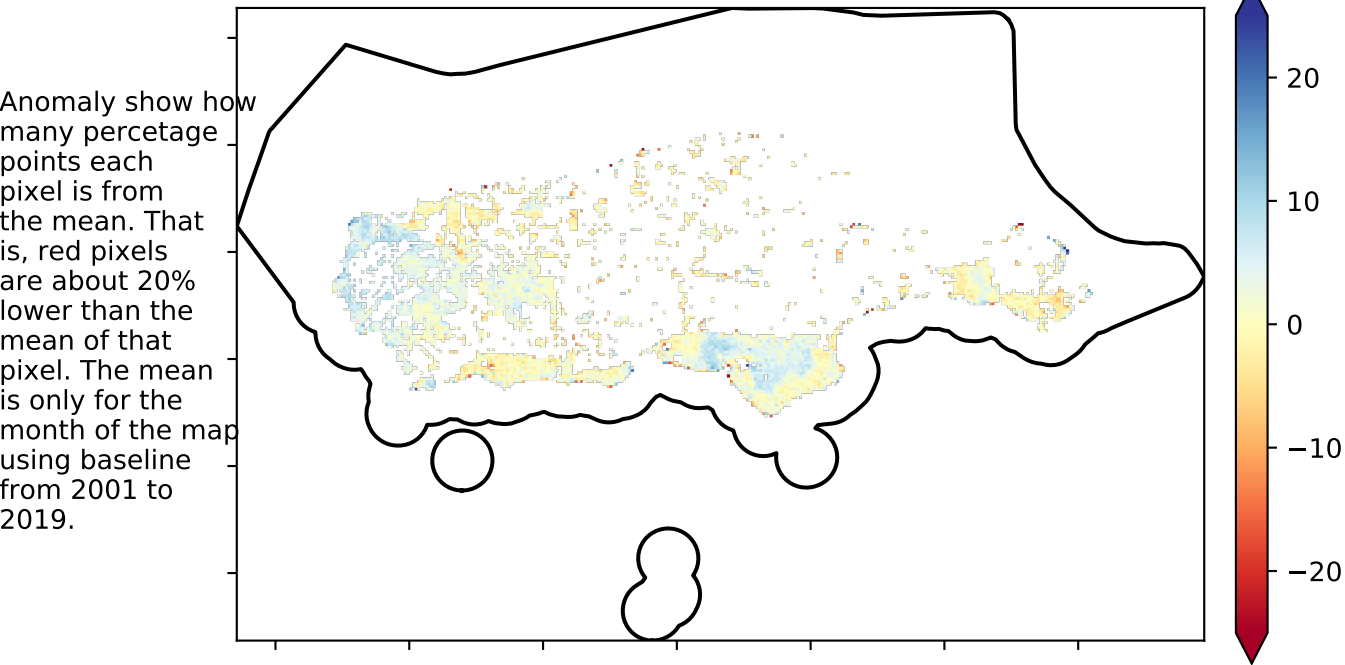 Anomaly show how
many percetage
points each
pixel is from
the mean. That
is, red pixels
are about 20%
lower than the
mean of that
pixel. The mean
is only for the
month of the map
using baseline
from 2001 to
2019.
20
10
0
−10
−20